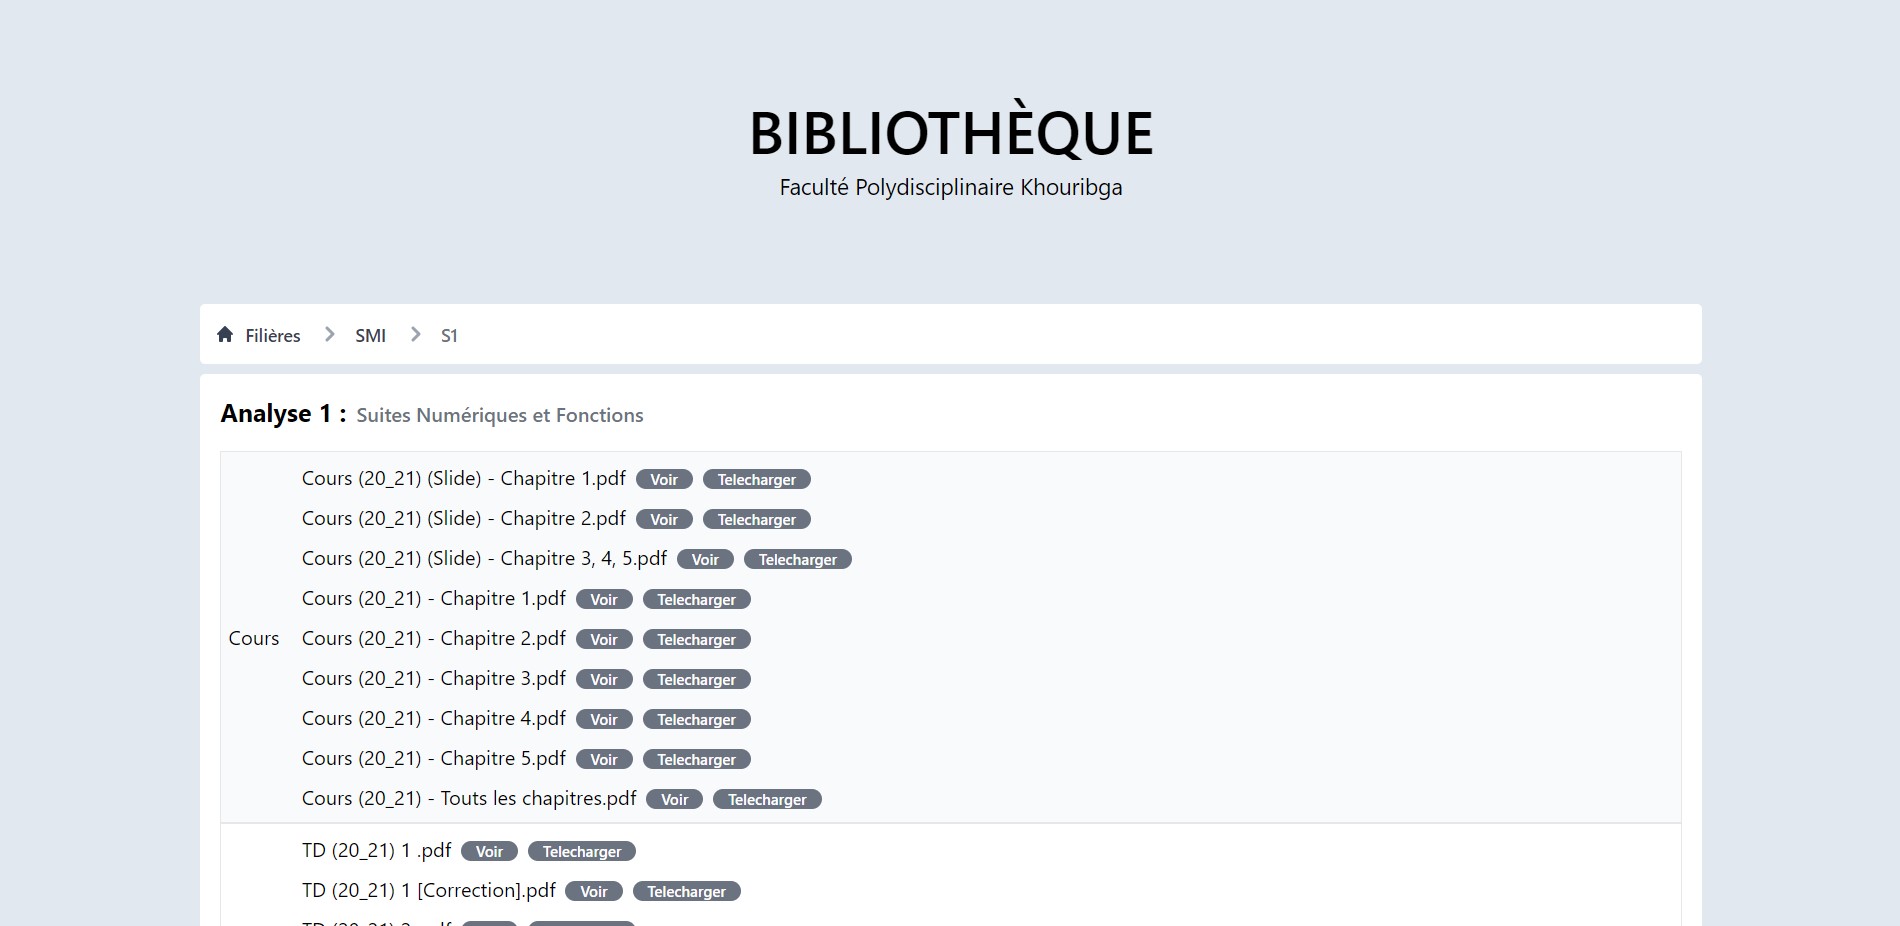 BIBLIOTHÈQUE
Faculté Polydisciplinaire Khouribga
Filières SMI S1
Analyse 1 : Suites Numériques et Fonctions
Cours (20_21) (Slide) - Chapitre 1.pdf Voir Telecharger
Cours (20_21) (Slide) - Chapitre 2.pdf Voir Telecharger
Cours (20_21) (Slide) - Chapitre 3, 4, 5.pdf Voir Telecharger
Cours (20_21) - Chapitre 1.pdf Voir Telecharger
Cours Cours (20_21) - Chapitre 2.pdf Voir Telecharger
Cours (20_21) - Chapitre 3.pdf Voir Telecharger
Cours (20_21) - Chapitre 4.pdf Voir Telecharger
Cours (20_21) - Chapitre 5.pdf Voir Telecharger
Cours (20_21) - Touts les chapitres.pdf Voir Telecharger
TD (20_21) 1 .pdf Voir Telecharger
TD (20_21) 1 [Correction].pdf Voir Telecharger